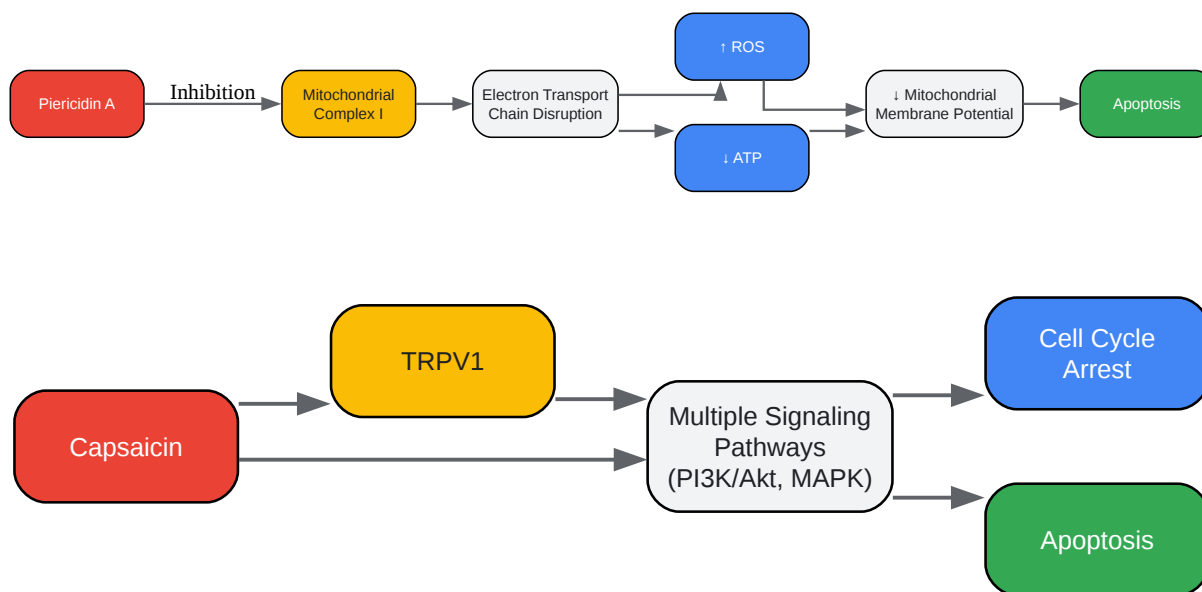 Piericidin A
Inhibition
Mitochondrial
Complex I
Electron Transport
Chain Disruption
↑ ROS
↓ ATP
↓ Mitochondrial
Membrane Potential
Apoptosis
Capsaicin
TRPV1
Multiple Signaling
Pathways
(PI3K/Akt, MAPK)
Cell Cycle
Arrest
Apoptosis